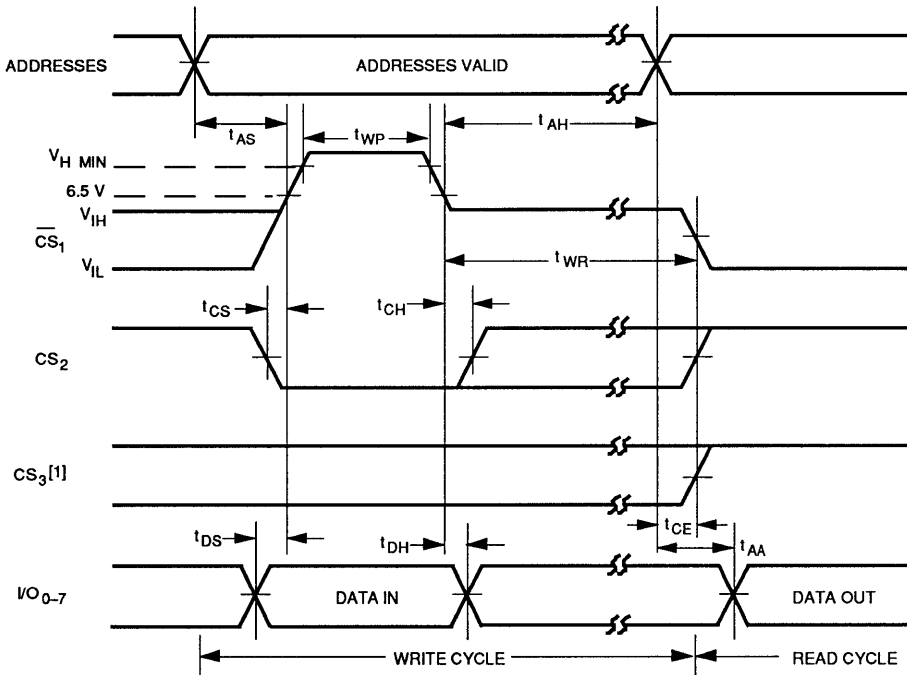 ADDRESSES
ADDRESSES VALID
tAS
tWP
tAH
VH MIN
6.5 V
VIH
CS1
VIL
tWR
tCS
tCH
CS2
CS3[1]
tCE
tDS
tDH
tAA
I/O0–7
DATA IN
DATA OUT
WRITE CYCLE
READ CYCLE